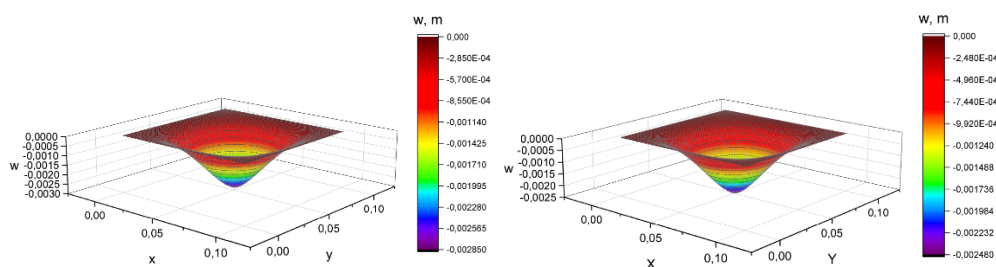 w, m
0,000
-2,850E-04
-5,700E-04
-8,550E-04
-0,001140
-0,001425
-0,001710
-0,001995
-0,002280
-0,002565
-0,002850
0.0000
-0.0005
-0.0010
-0.0015
-0.0020
-0.0025
-0.0030
w
0,00
0,05
0,10
x
0,00
0,05
0,10
y
w, m
0,000
-2,480E-04
-4,960E-04
-7,440E-04
-9,920E-04
-0,001240
-0,001488
-0,001736
-0,001984
-0,002232
-0,002480
0.0000
-0.0005
-0.0010
-0.0015
-0.0020
-0.0025
w
0,00
0,05
0,10
X
0,00
0,05
0,10
Y